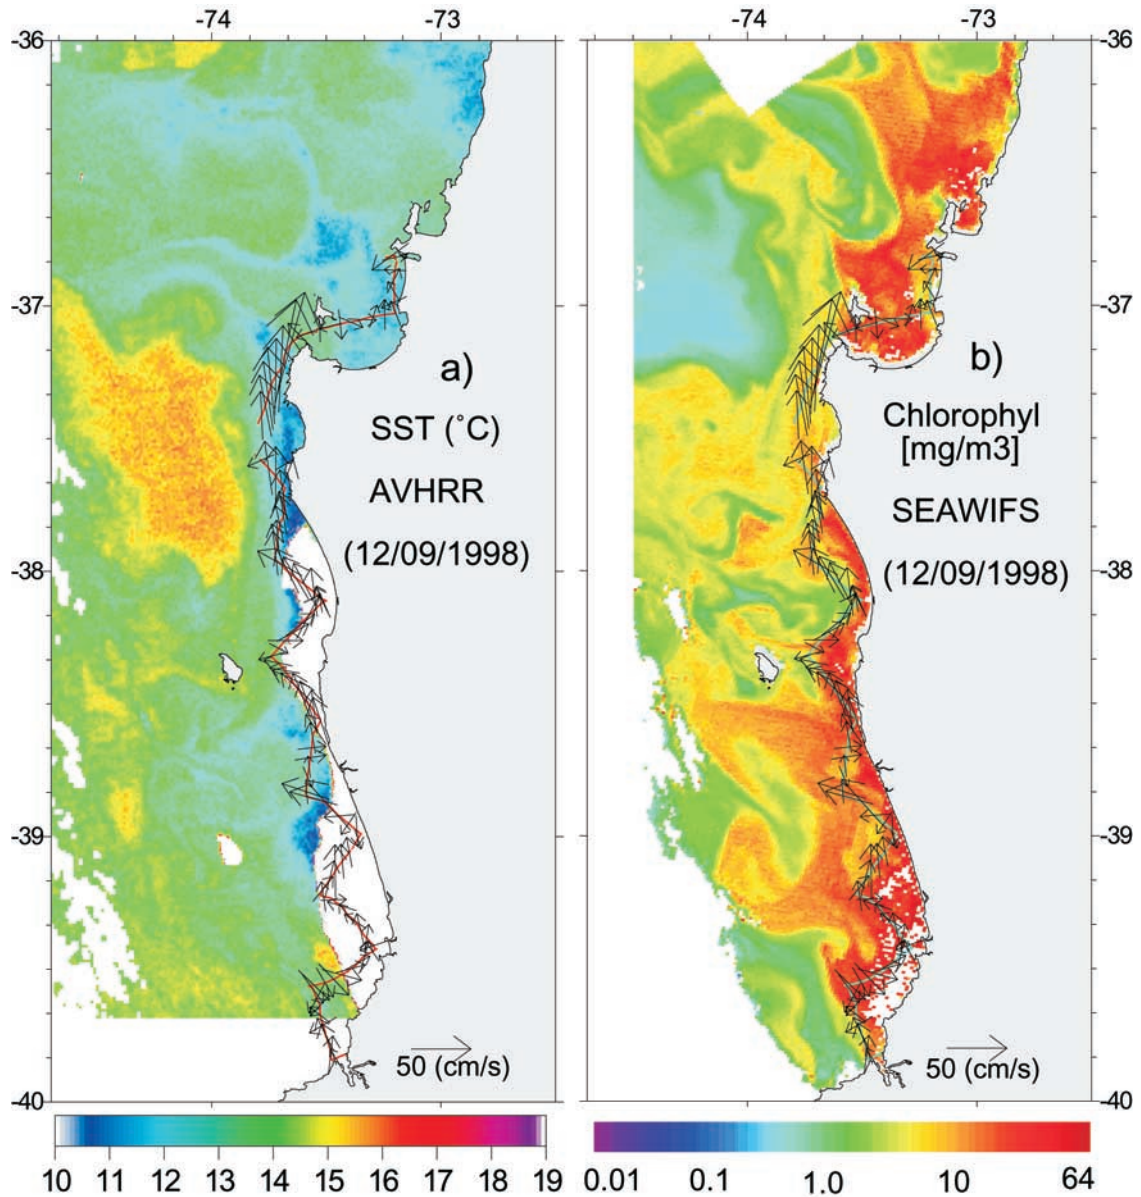 -74 -73 -74 -73
-36 -36
-37 -37
-38 -38
-39 -39
-40 -40
a)
SST (˚C)
AVHRR
(12/09/1998)
50 (cm/s)
b)
Chlorophyl
[mg/m3]
SEAWIFS
(12/09/1998)
50 (cm/s)
10 11 12 13 14 15 16 17 18 19
0.01 0.1 1.0 10 64